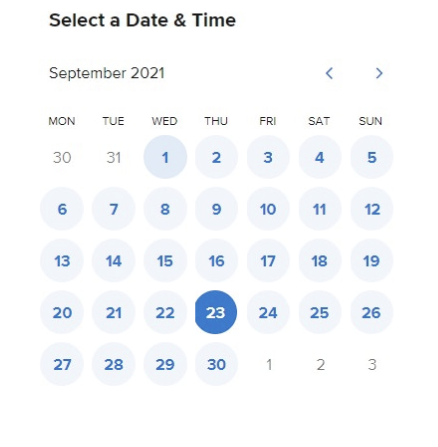 Select a Date & Time
September 2021
MON TUE WED THU FRI SAT SUN
30 31 1 2 3 4 5
6 7 8 9 10 11 12
13 14 15 16 17 18 19
20 21 22 23 24 25 26
27 28 29 30 1 2 3